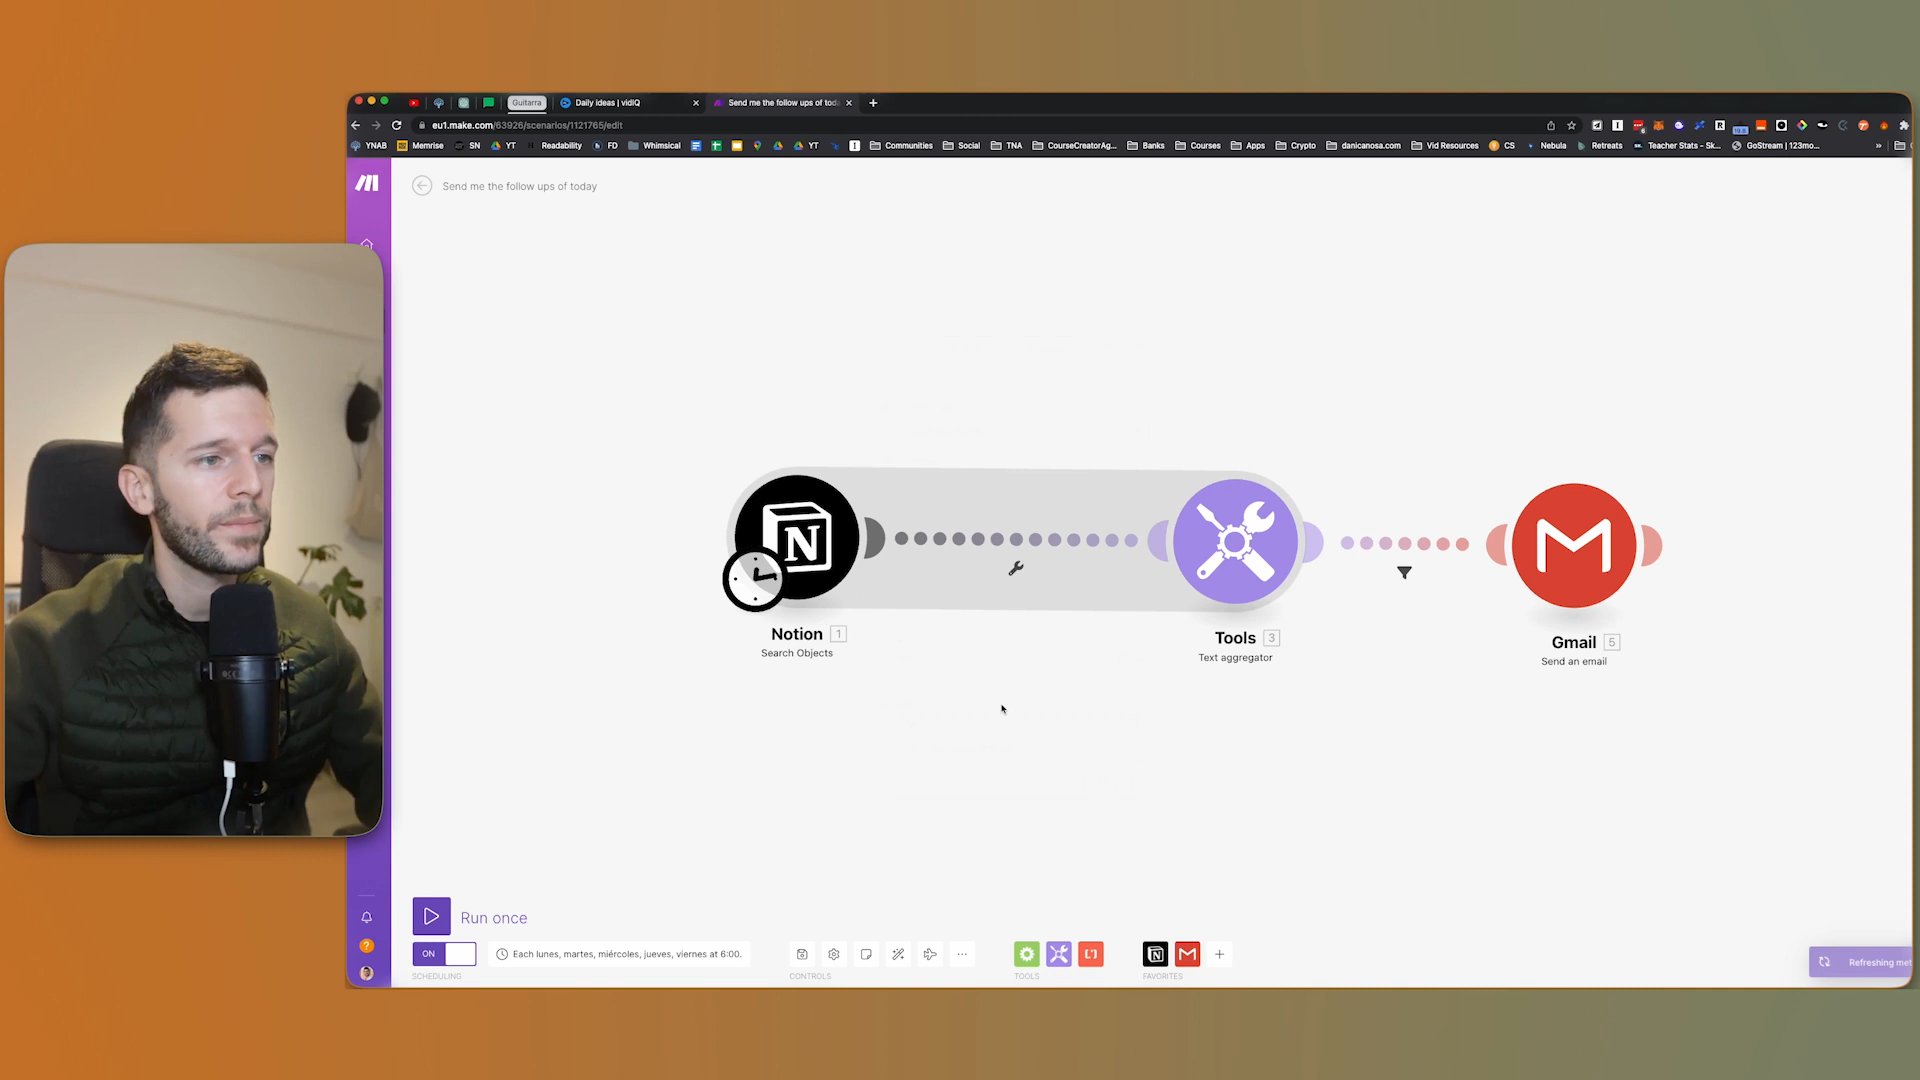 Guitarra
Daily ideas | vidIQ
Send me the follow ups of tod
eu1.make.com/63926/scenarios/1121765/edit
YNAB
Memrise
SN
YT
Readability
FD
Whimsical
YT
Communities
Social
TNA
CourseCreatorAg...
Banks
Courses
Apps
Crypto
danicanosa.com
Vid Resources
CS
Nebula
Retreats
Teacher Stats - Sk...
GoStream | 123mo...
»
Send me the follow ups of today
Notion 1
Search Objects
Tools 3
Text aggregator
Gmail 5
Send an email
Run once
ON
Each lunes, martes, miércoles, jueves, viernes at 6:00.
SCHEDULING
CONTROLS
TOOLS
FAVORITES
Refreshing met